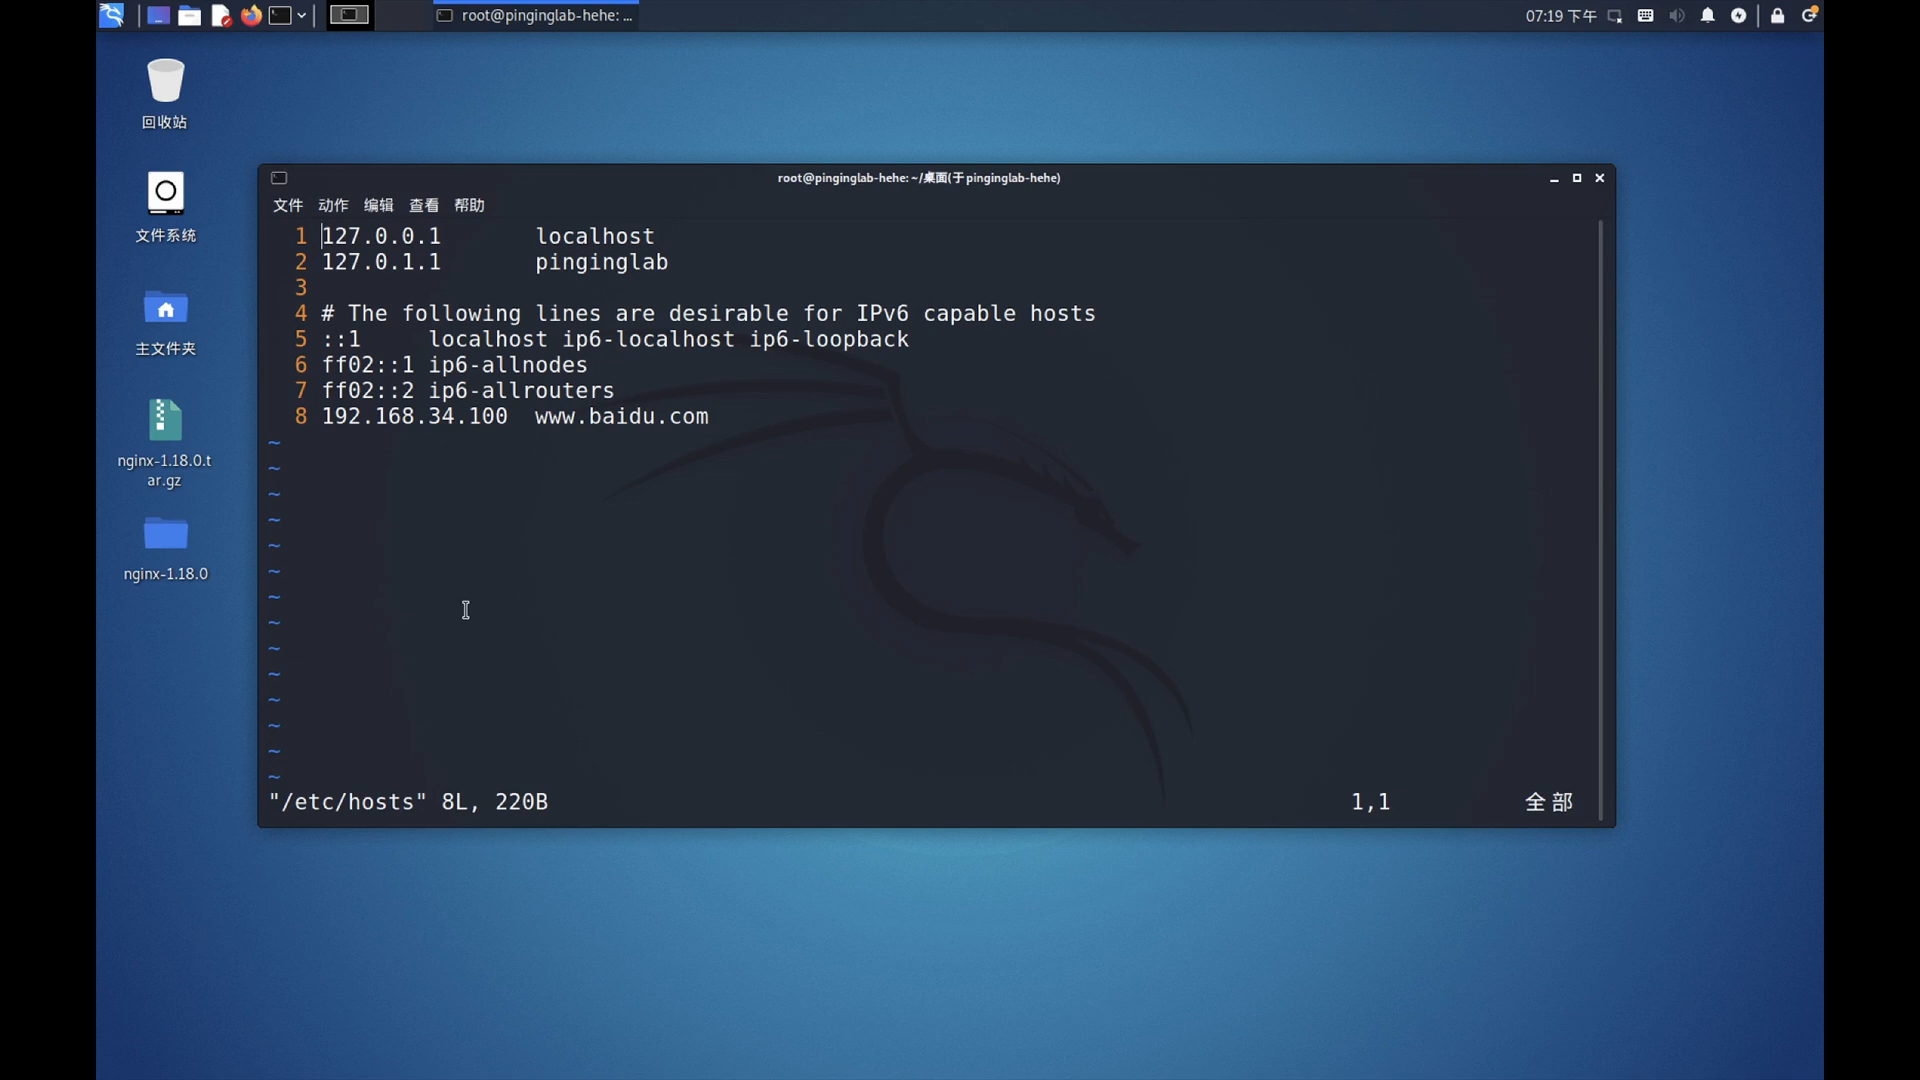 root@pinginglab-hehe: ...
07:19 下午
回收站
文件系统
主文件夹
nginx-1.18.0.t
ar.gz
nginx-1.18.0
root@pinginglab-hehe: ~/桌面(于 pinginglab-hehe)
文件 动作 编辑 查看 帮助
1 127.0.0.1 localhost
2 127.0.1.1 pinginglab
3
4 # The following lines are desirable for IPv6 capable hosts
5 ::1 localhost ip6-localhost ip6-loopback
6 ff02::1 ip6-allnodes
7 ff02::2 ip6-allrouters
8 192.168.34.100 www.baidu.com
~
~
~
~
~
~
~
~
~
~
~
~
~
~
"/etc/hosts" 8L, 220B 1,1 全部